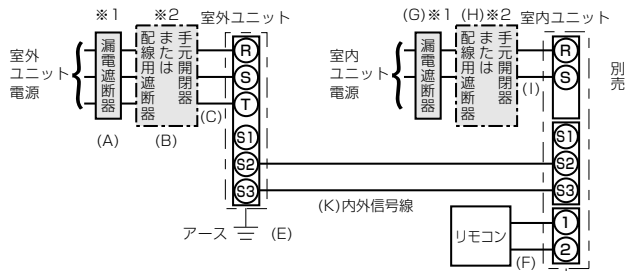 ※1
※2
室外ユニット
室外
ユニット
電源
漏電遮断器
手元開閉器
または
配線用遮断器
R
S
T
S1
S2
S3
(A)
(B)
(C)
アース
(E)
(K)内外信号線
(G)※1
(H)※2
室内ユニット
室内
ユニット
電源
漏電遮断器
手元開閉器
または
配線用遮断器
(I)
R
S
S1
S2
S3
1
2
別売
リモコン
(F)